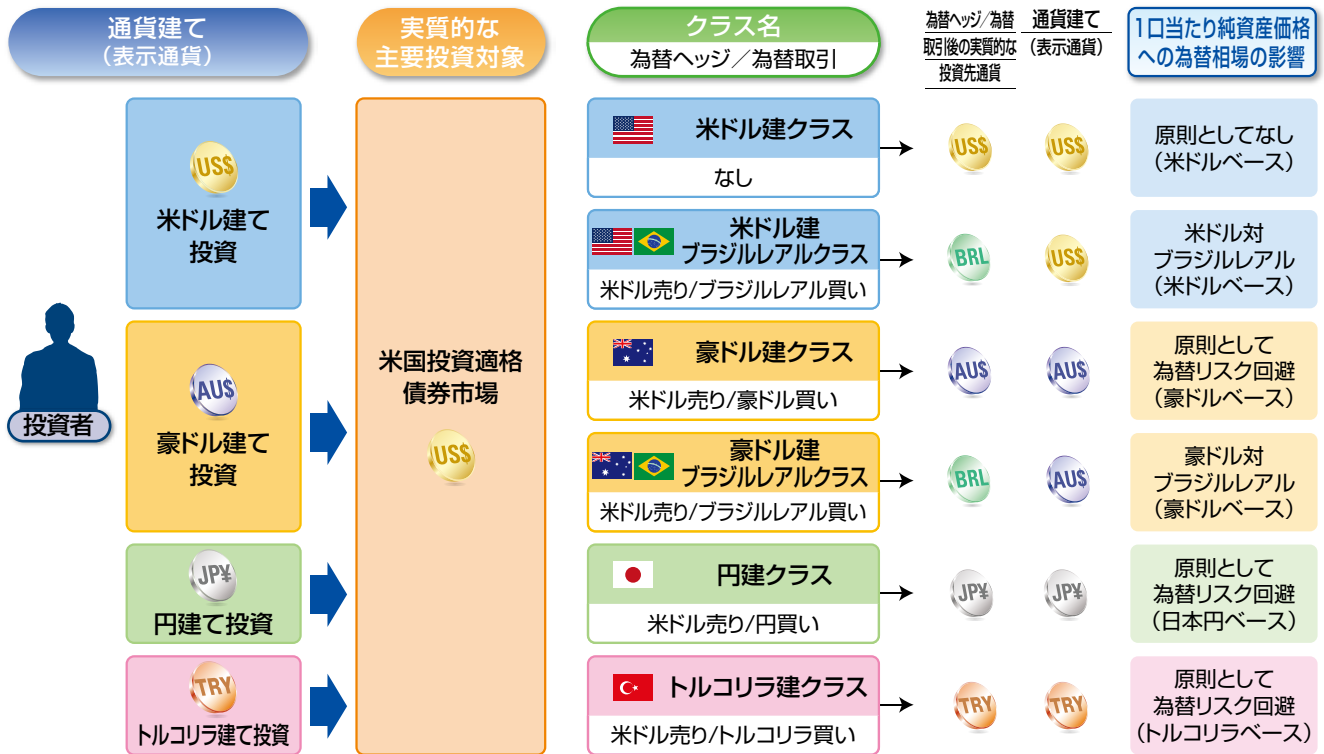 通貨建て
（表示通貨）
実質的な
主要投資対象
クラス名
為替ヘッジ／為替取引
為替ヘッジ／為替
取引後の実質的な
投資先通貨
通貨建て
（表示通貨）
1口当たり純資産価格
への為替相場の影響
投資者
US$
米ドル建て
投資
AU$
豪ドル建て
投資
JP¥
円建て投資
TRY
トルコリラ建て投資
米国投資適格
債券市場
US$
米ドル建クラス
なし
US$
US$
原則としてなし
（米ドルベース）
米ドル建
ブラジルレアルクラス
米ドル売り/ブラジルレアル買い
BRL
US$
米ドル対
ブラジルレアル
（米ドルベース）
豪ドル建クラス
米ドル売り/豪ドル買い
AU$
AU$
原則として
為替リスク回避
（豪ドルベース）
豪ドル建
ブラジルレアルクラス
米ドル売り/ブラジルレアル買い
BRL
AU$
豪ドル対
ブラジルレアル
（豪ドルベース）
円建クラス
米ドル売り/円買い
JP¥
JP¥
原則として
為替リスク回避
（日本円ベース）
トルコリラ建クラス
米ドル売り/トルコリラ買い
TRY
TRY
原則として
為替リスク回避
（トルコリラベース）